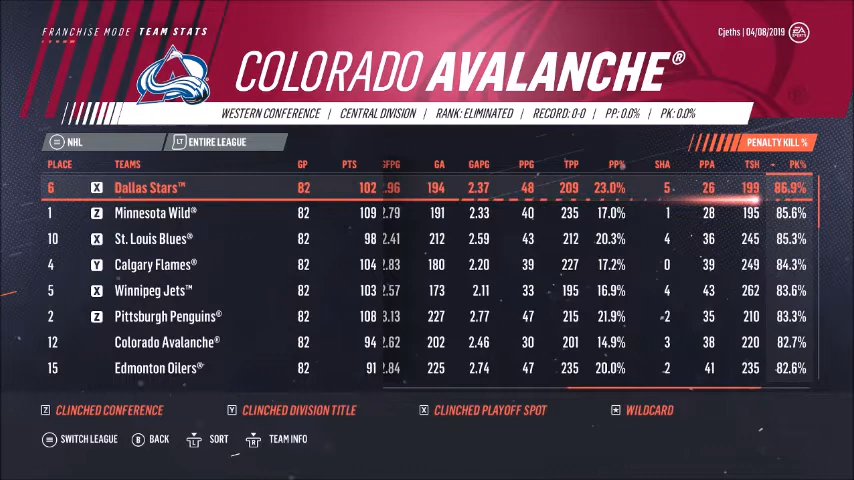 FRANCHISE MODE TEAM STATS
Cjeths | 04/08/2019 EA SPORTS
COLORADO AVALANCHE®
WESTERN CONFERENCE / CENTRAL DIVISION / RANK: ELIMINATED / RECORD: 0-0 / PP: 0.0% / PK: 0.0%
NHL LT ENTIRE LEAGUE PENALTY KILL %
PLACE TEAMS GP PTS GFPG GA GAPG PPG TPP PP% SHA PPA TSH PK%
6 X Dallas Stars™ 82 102 .96 194 2.37 48 209 23.0% 5 26 199 86.9%
1 Z Minnesota Wild® 82 109 2.79 191 2.33 40 235 17.0% 1 28 195 85.6%
10 X St. Louis Blues® 82 98 2.41 212 2.59 43 212 20.3% 4 36 245 85.3%
4 Y Calgary Flames® 82 104 2.83 180 2.20 39 227 17.2% 0 39 249 84.3%
5 X Winnipeg Jets™ 82 103 2.57 173 2.11 33 195 16.9% 4 43 262 83.6%
2 Z Pittsburgh Penguins® 82 108 3.13 227 2.77 47 215 21.9% 2 35 210 83.3%
12 Colorado Avalanche® 82 94 2.62 202 2.46 30 201 14.9% 3 38 220 82.7%
15 Edmonton Oilers® 82 91 2.84 225 2.74 47 235 20.0% 2 41 235 82.6%
Z CLINCHED CONFERENCE Y CLINCHED DIVISION TITLE X CLINCHED PLAYOFF SPOT ★ WILDCARD
SWITCH LEAGUE B BACK L SORT R TEAM INFO